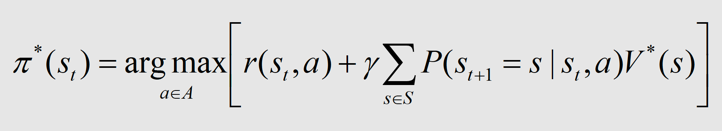 π*(s_t) = arg max_{a∈A} [ r(s_t, a) + γ ∑_{s∈S} P(s_{t+1} = s | s_t, a)V*(s) ]